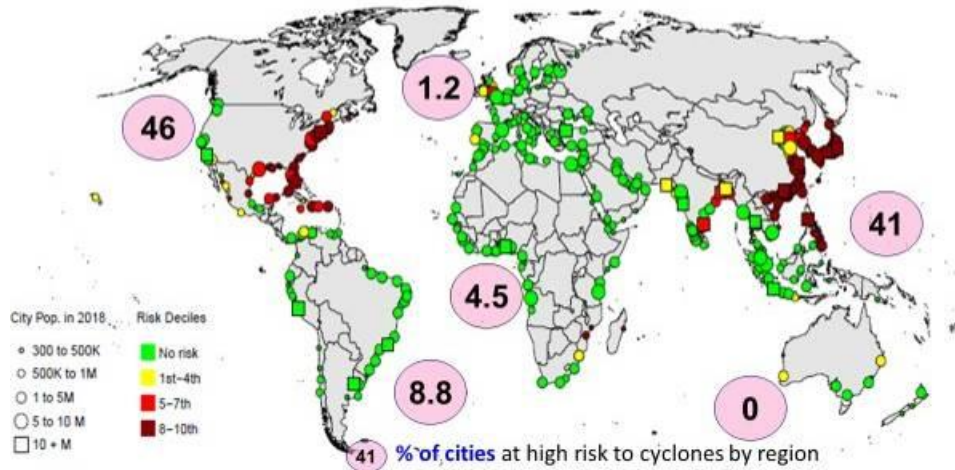 1.2
46
41
4.5
8.8
0
City Pop. in 2018
300 to 500K
500K to 1M
1 to 5M
5 to 10 M
10 + M
Risk Deciles
No risk
1st-4th
5-7th
8-10th
41 % of cities at high risk to cyclones by region